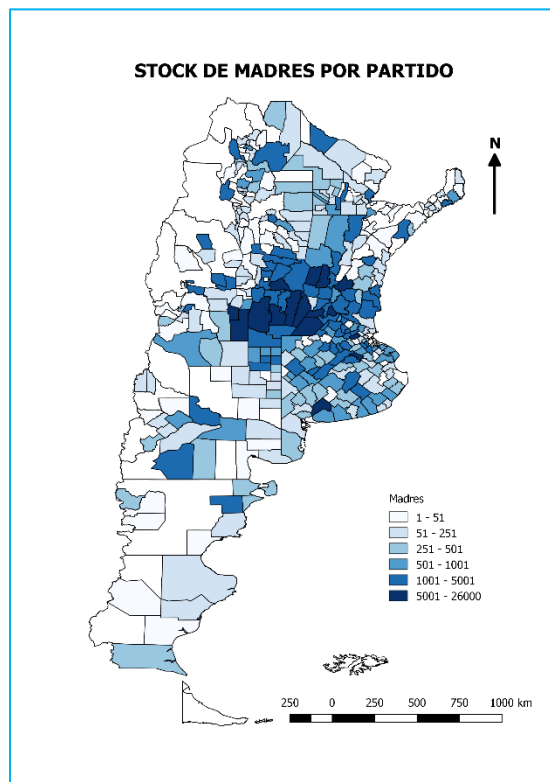 STOCK DE MADRES POR PARTIDO
N
Madres
1 - 51
51 - 251
251 - 501
501 - 1001
1001 - 5001
5001 - 26000
250 0 250 500 750 1000 km